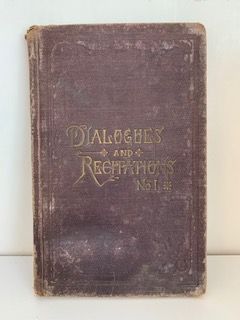 DIALOGUES
AND
RECITATIONS
No 1